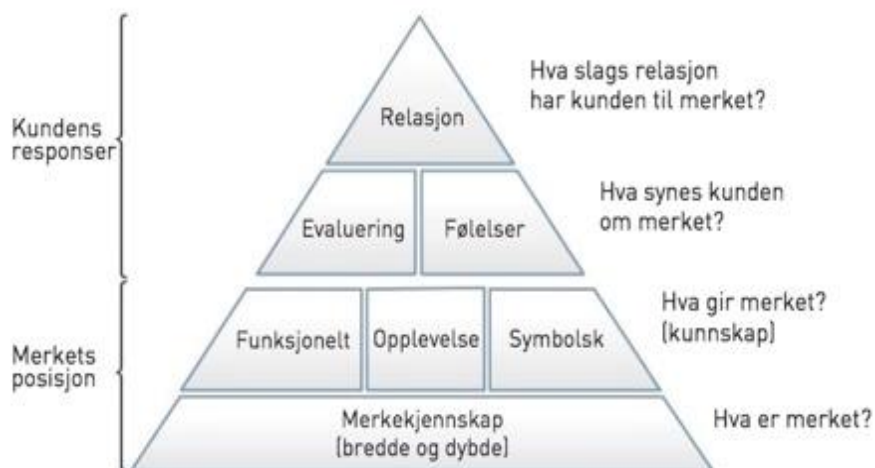 Hva slags relasjon
har kunden til merket?
Relasjon
Kundens
responser
Hva synes kunden
om merket?
Evaluering
Følelser
Hva gir merket?
(kunnskap)
Funksjonelt
Opplevelse
Symbolsk
Merkets
posisjon
Merkekjennskap
(bredde og dybde)
Hva er merket?